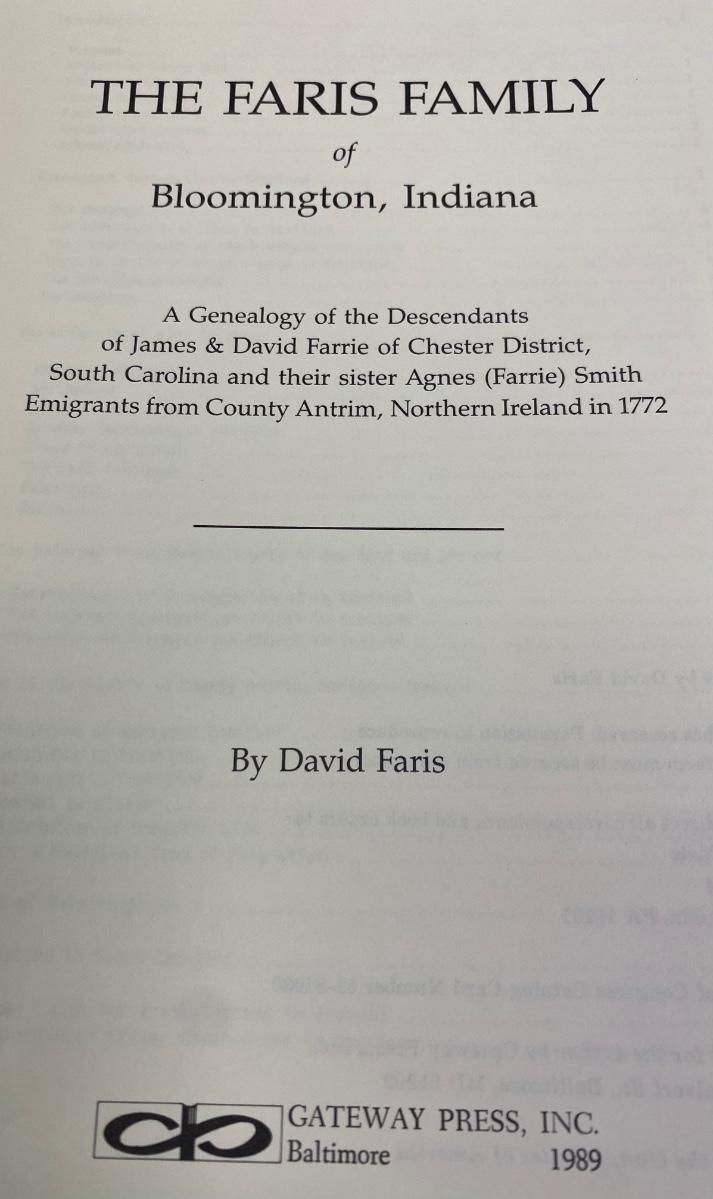 THE FARIS FAMILY
of
Bloomington, Indiana
A Genealogy of the Descendants
of James & David Farrie of Chester District,
South Carolina and their sister Agnes (Farrie) Smith
Emigrants from County Antrim, Northern Ireland in 1772
By David Faris
GATEWAY PRESS, INC.
Baltimore 1989